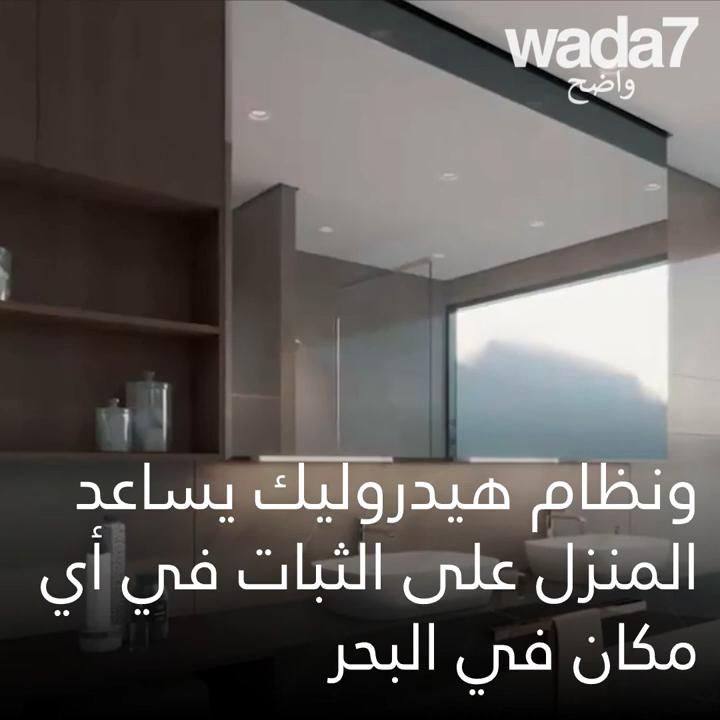 wada7
واضح
ونظام هيدروليك يساعد
المنزل على الثبات في أي
مكان في البحر